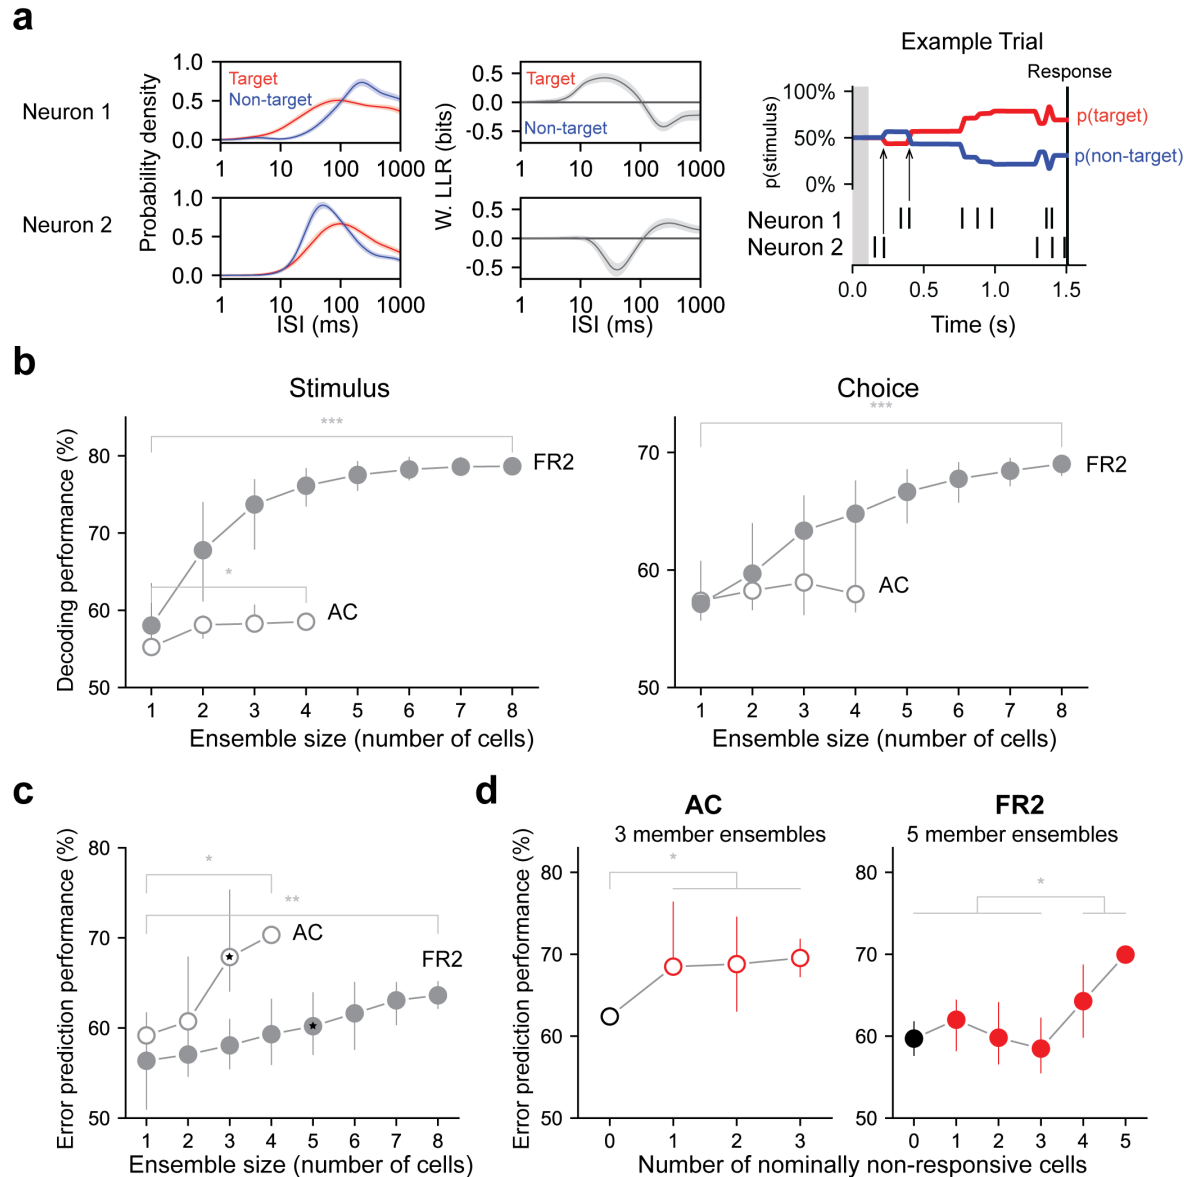 a
Neuron 1
Probability density
1.0
0.5
0.0
Target
Non-target
1 10 100 1000
W. LLR (bits)
0.5
0.0
-0.5
Target
Non-target
1 10 100 1000
Neuron 2
1.0
0.5
0.0
1 10 100 1000
ISI (ms)
0.5
0.0
-0.5
1 10 100 1000
ISI (ms)
Example Trial
Response
p(stimulus)
100%
50%
0%
p(target)
p(non-target)
Neuron 1
Neuron 2
0.0 0.5 1.0 1.5
Time (s)
b
Stimulus
Decoding performance (%)
80
70
60
50
***
FR2
*
AC
1 2 3 4 5 6 7 8
Ensemble size (number of cells)
Choice
***
70
60
50
FR2
AC
1 2 3 4 5 6 7 8
Ensemble size (number of cells)
c
Error prediction performance (%)
80
70
60
50
*
**
AC
FR2
1 2 3 4 5 6 7 8
Ensemble size (number of cells)
d
AC
3 member ensembles
Error prediction performance (%)
80
70
60
50
*
0 1 2 3
FR2
5 member ensembles
80
70
60
50
*
0 1 2 3 4 5
Number of nominally non-responsive cells